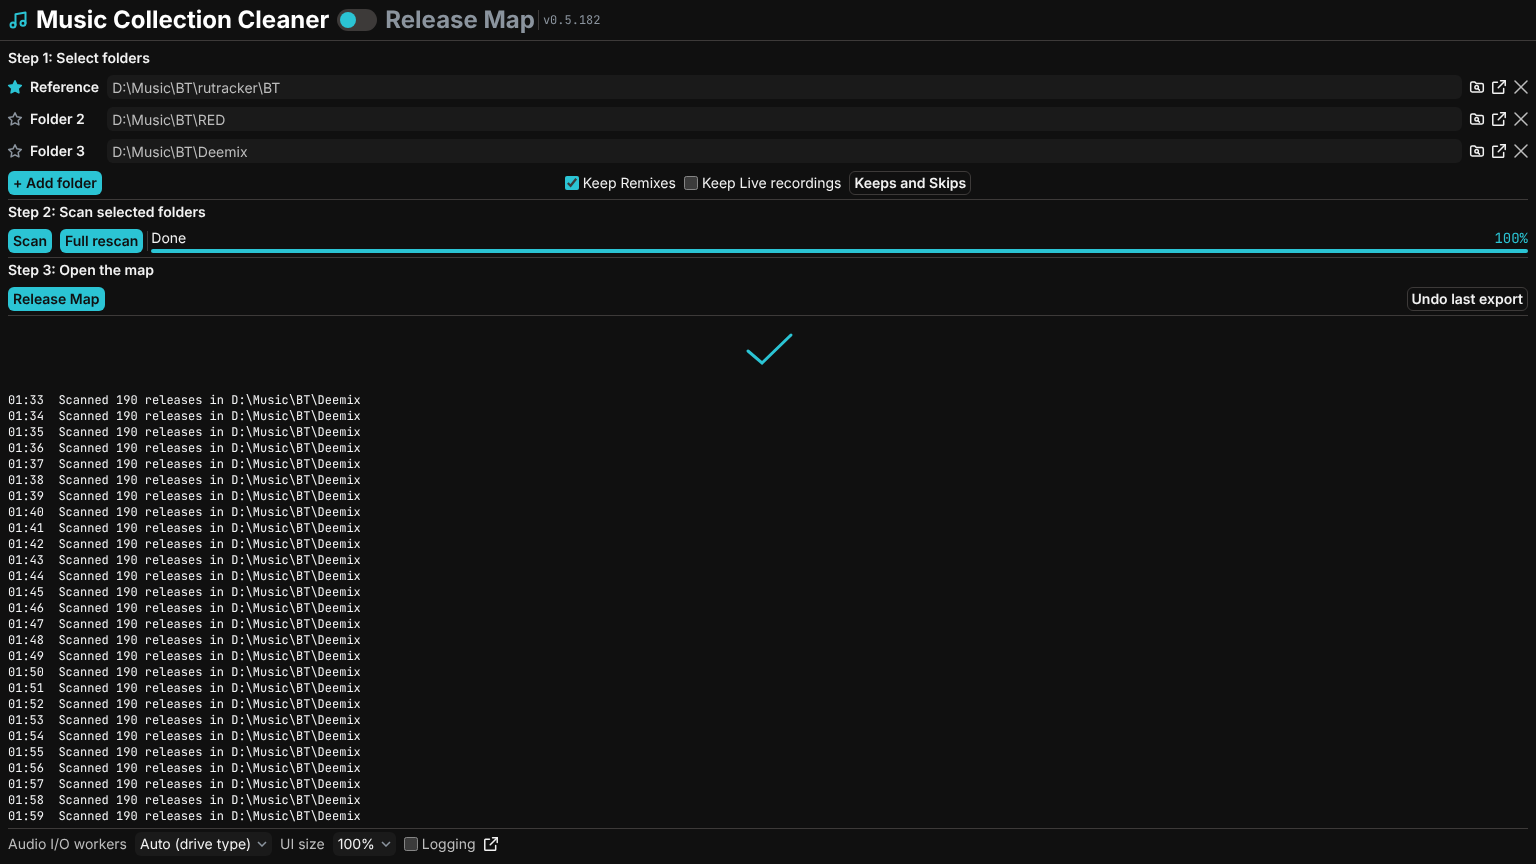 Music Collection Cleaner Release Map v0.5.182
Step 1: Select folders
Reference D:\Music\BT\rutracker\BT
Folder 2 D:\Music\BT\RED
Folder 3 D:\Music\BT\Deemix
+ Add folder Keep Remixes Keep Live recordings Keeps and Skips
Step 2: Scan selected folders
Scan Full rescan Done 100%
Step 3: Open the map
Release Map Undo last export
01:33 Scanned 190 releases in D:\Music\BT\Deemix
01:34 Scanned 190 releases in D:\Music\BT\Deemix
01:35 Scanned 190 releases in D:\Music\BT\Deemix
01:36 Scanned 190 releases in D:\Music\BT\Deemix
01:37 Scanned 190 releases in D:\Music\BT\Deemix
01:38 Scanned 190 releases in D:\Music\BT\Deemix
01:39 Scanned 190 releases in D:\Music\BT\Deemix
01:40 Scanned 190 releases in D:\Music\BT\Deemix
01:41 Scanned 190 releases in D:\Music\BT\Deemix
01:42 Scanned 190 releases in D:\Music\BT\Deemix
01:43 Scanned 190 releases in D:\Music\BT\Deemix
01:44 Scanned 190 releases in D:\Music\BT\Deemix
01:45 Scanned 190 releases in D:\Music\BT\Deemix
01:46 Scanned 190 releases in D:\Music\BT\Deemix
01:47 Scanned 190 releases in D:\Music\BT\Deemix
01:48 Scanned 190 releases in D:\Music\BT\Deemix
01:49 Scanned 190 releases in D:\Music\BT\Deemix
01:50 Scanned 190 releases in D:\Music\BT\Deemix
01:51 Scanned 190 releases in D:\Music\BT\Deemix
01:52 Scanned 190 releases in D:\Music\BT\Deemix
01:53 Scanned 190 releases in D:\Music\BT\Deemix
01:54 Scanned 190 releases in D:\Music\BT\Deemix
01:55 Scanned 190 releases in D:\Music\BT\Deemix
01:56 Scanned 190 releases in D:\Music\BT\Deemix
01:57 Scanned 190 releases in D:\Music\BT\Deemix
01:58 Scanned 190 releases in D:\Music\BT\Deemix
01:59 Scanned 190 releases in D:\Music\BT\Deemix
Audio I/O workers Auto (drive type) UI size 100% Logging